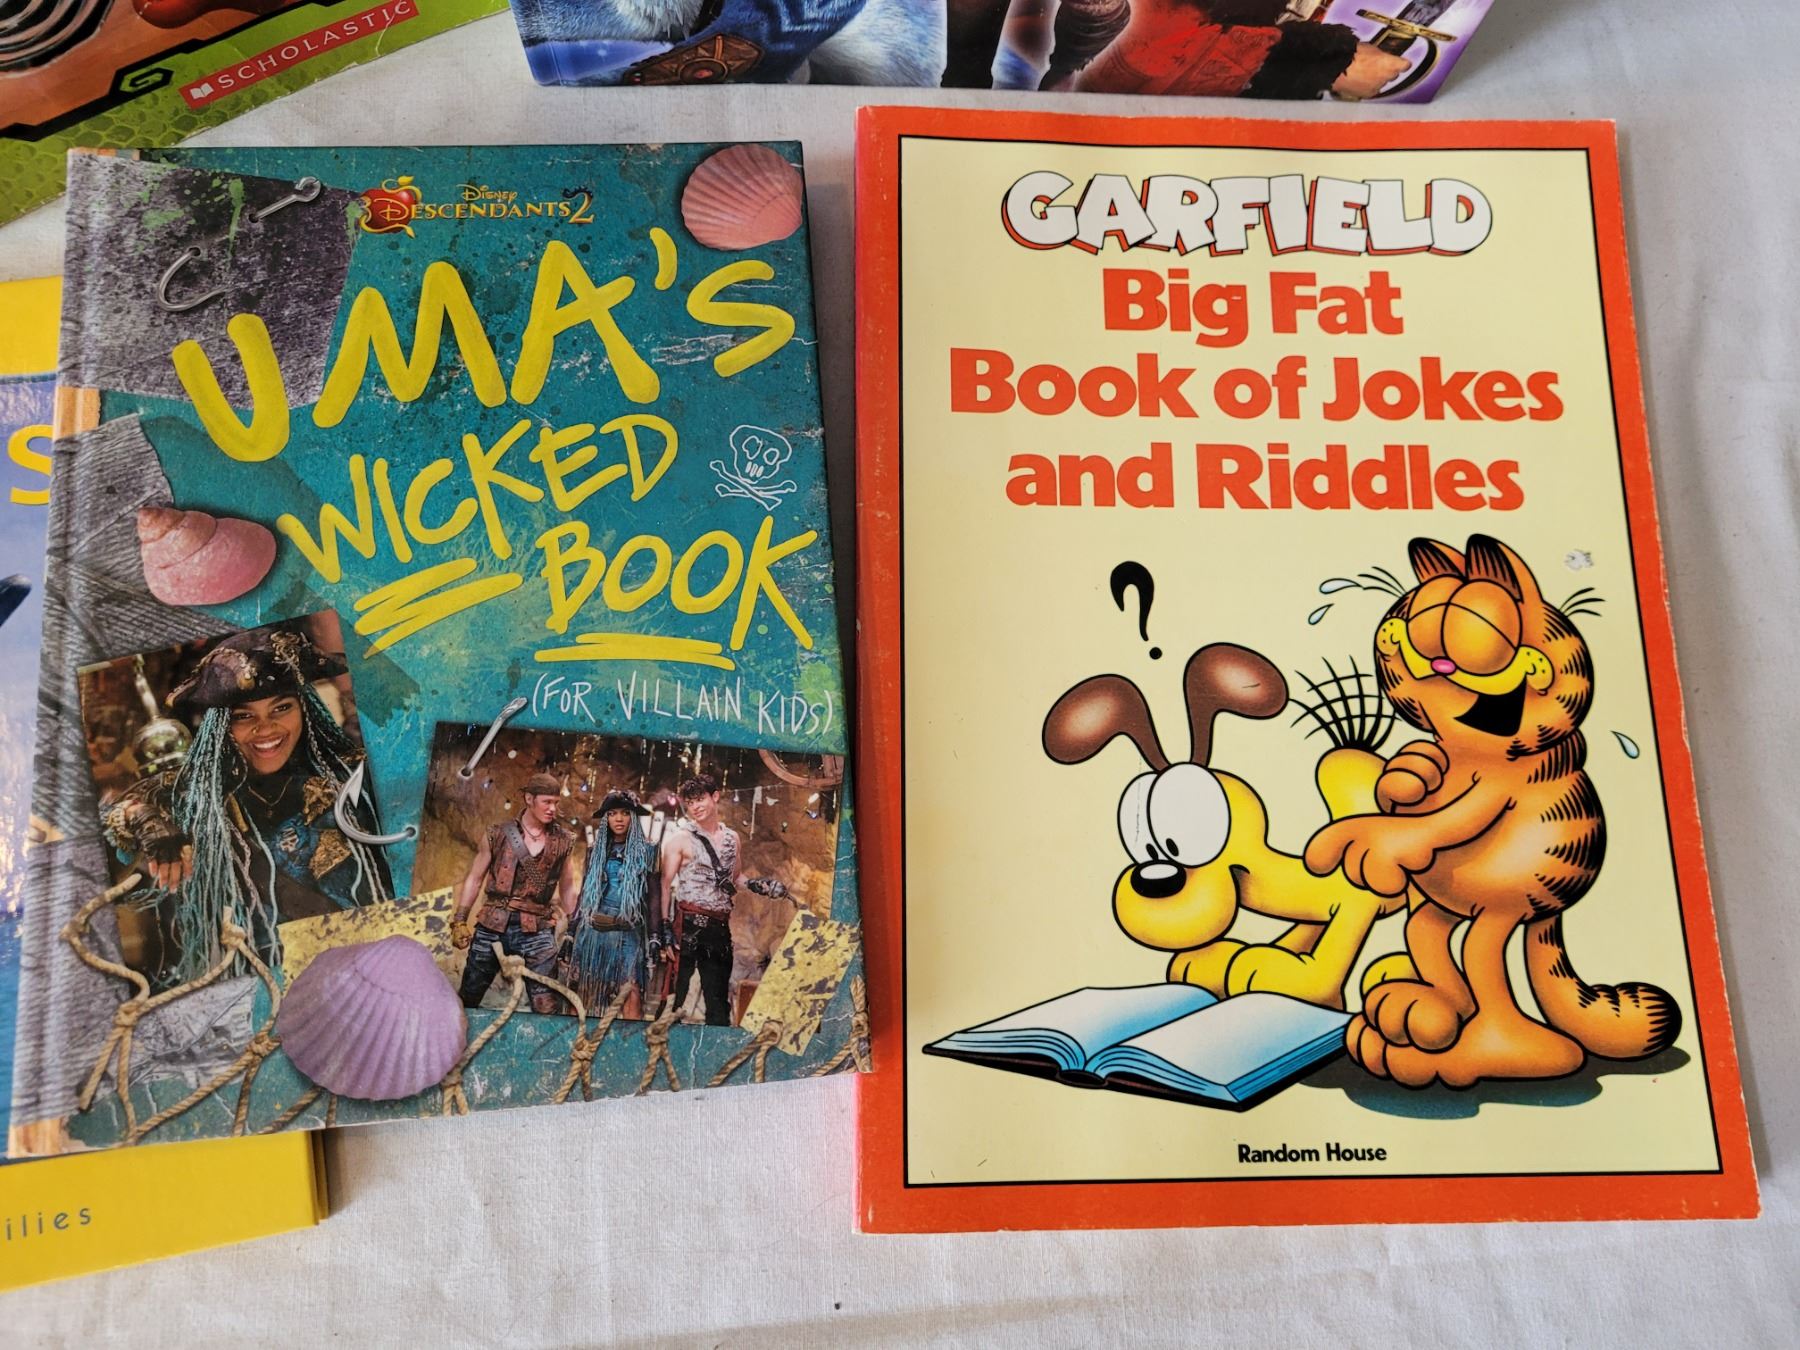 SCHOLASTIC
DISNEY
DESCENDANTS 2
UMA'S
WICKED
BOOK
(FOR VILLAIN KIDS)
S
ilies
GARFIELD
Big Fat
Book of Jokes
and Riddles
?
Random House